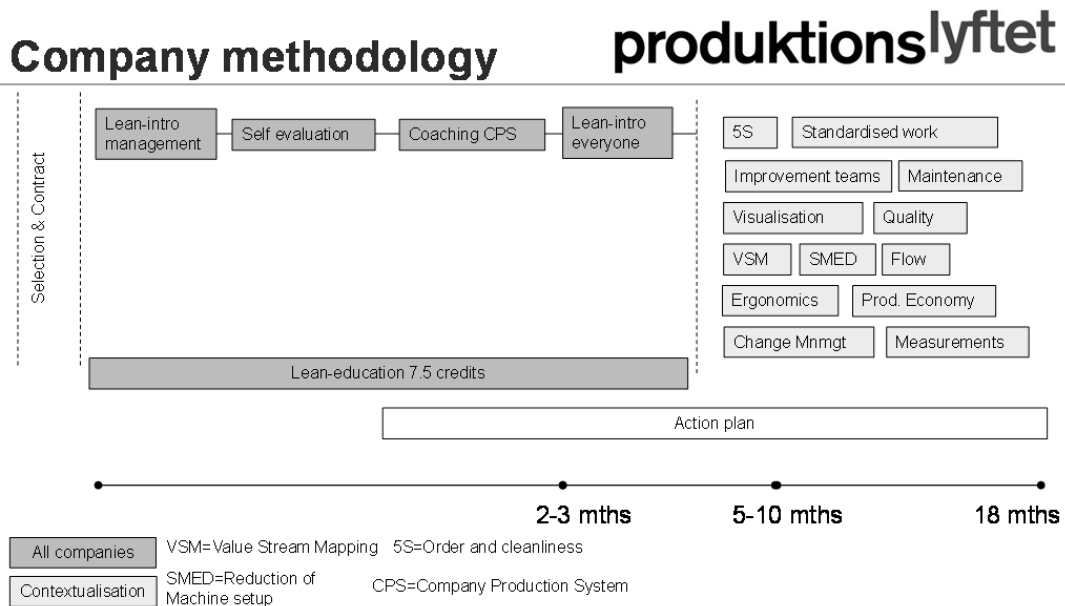 Company methodology
produktionslyftet
Selection & Contract
Lean-intro
management
Self evaluation
Coaching CPS
Lean-intro
everyone
5S
Standardised work
Improvement teams
Maintenance
Visualisation
Quality
VSM
SMED
Flow
Ergonomics
Prod. Economy
Change Mnmgt
Measurements
Lean-education 7.5 credits
Action plan
2-3 mths
5-10 mths
18 mths
All companies
VSM=Value Stream Mapping
5S=Order and cleanliness
Contextualisation
SMED=Reduction of
Machine setup
CPS=Company Production System